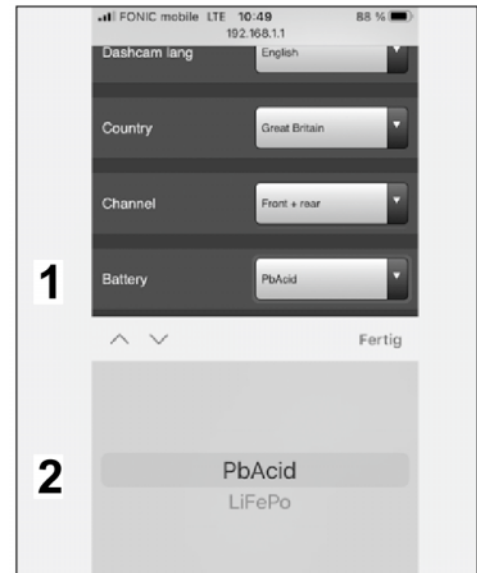 FONIC mobile LTE 10:49 88 %
192.168.1.1
Dashcam lang English
Country Great Britain
Channel Front + rear
1 Battery PbAcid
Fertig
2 PbAcid
LiFePo